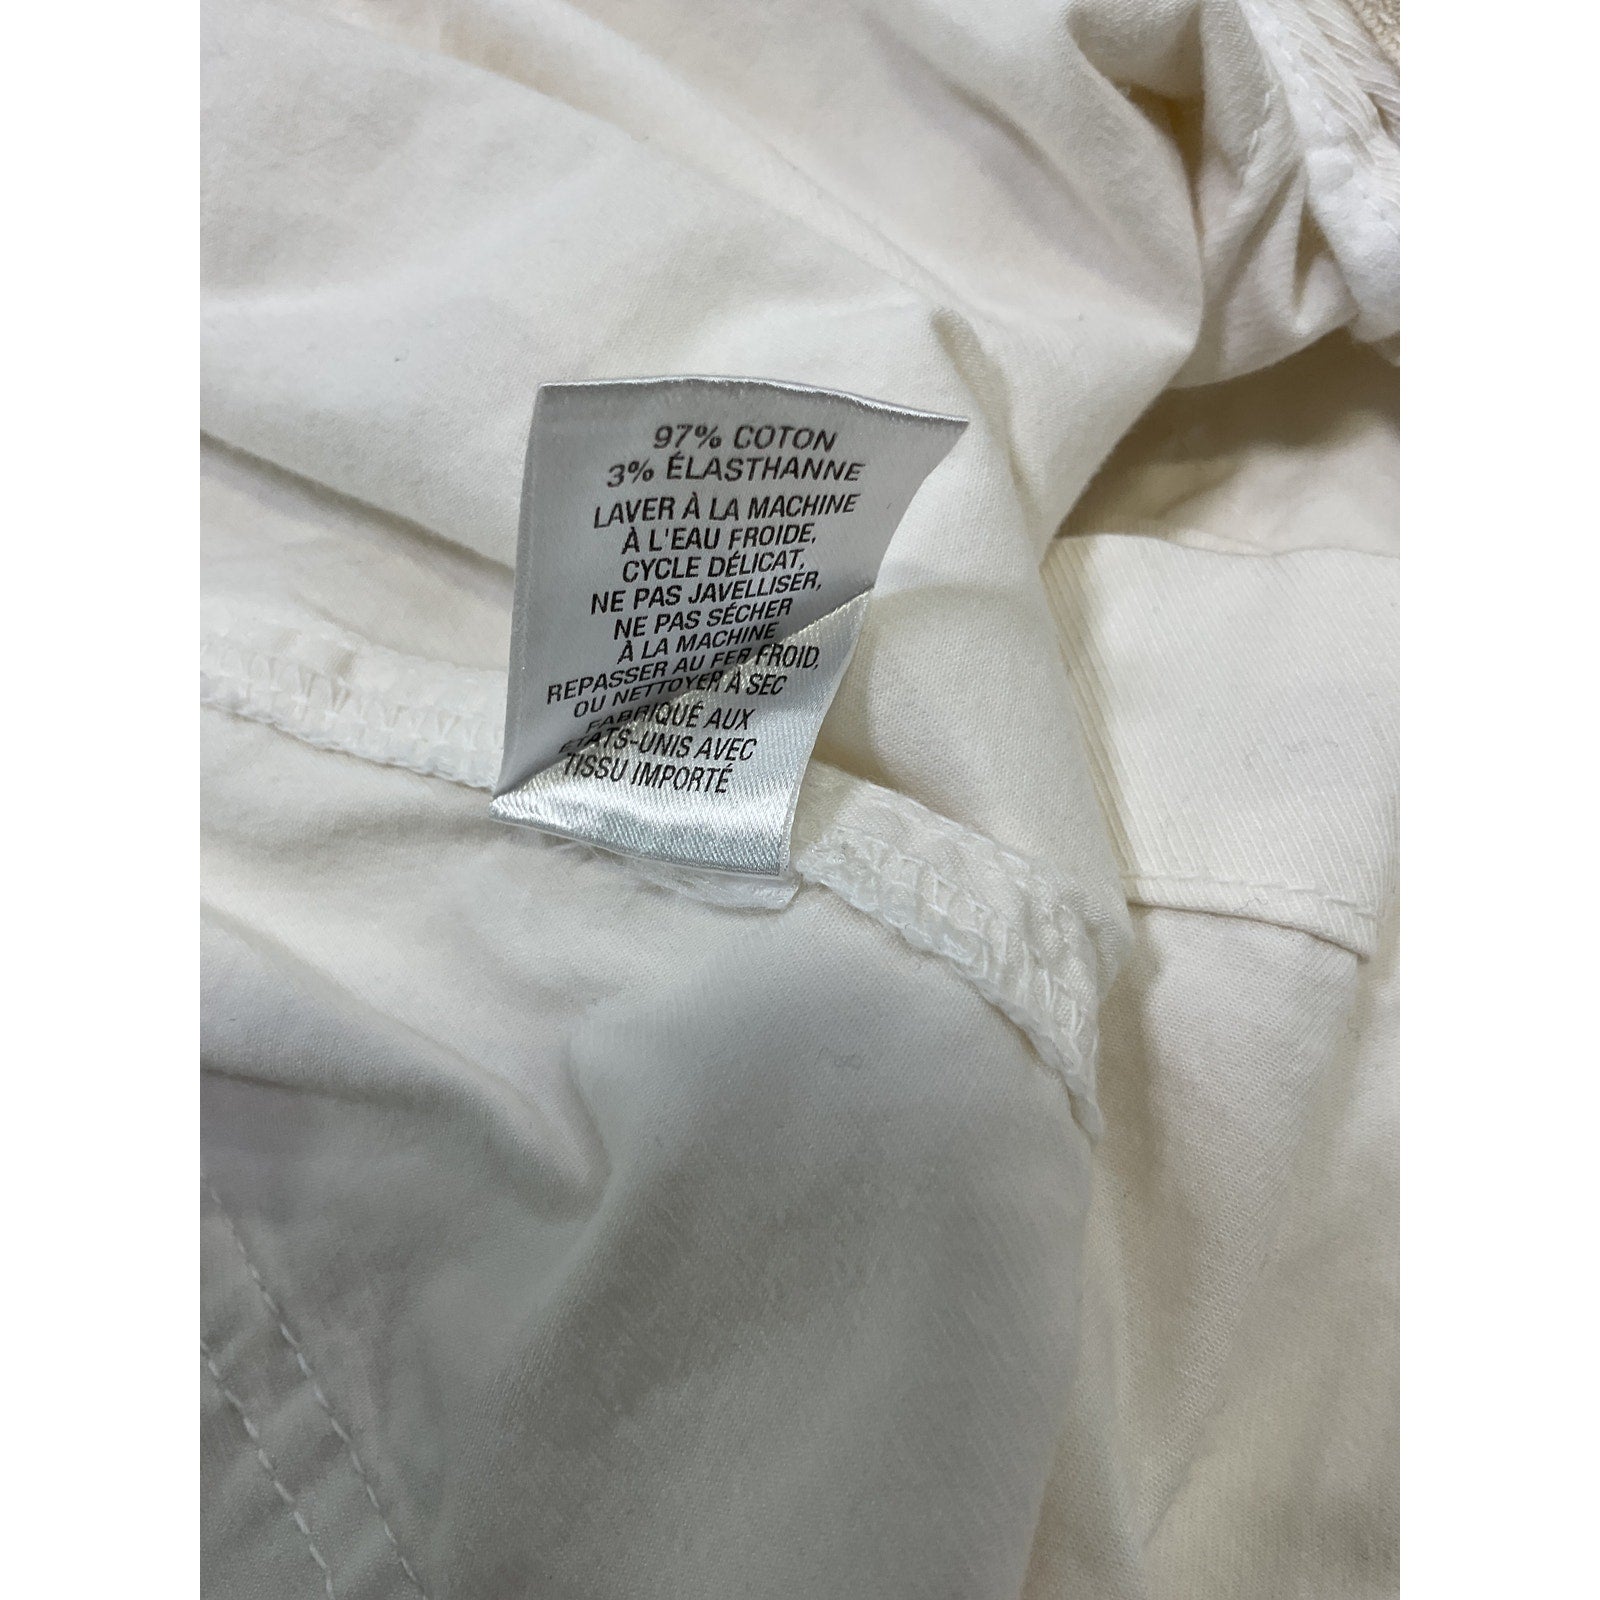 97% COTON
3% ÉLASTHANNE
LAVER À LA MACHINE
À L'EAU FROIDE,
CYCLE DÉLICAT,
NE PAS JAVELLISER,
NE PAS SÉCHER
À LA MACHINE
REPASSER AU FER FROID,
OU NETTOYER À SEC
FABRIQUÉ AUX
ÉTATS-UNIS AVEC
TISSU IMPORTÉ